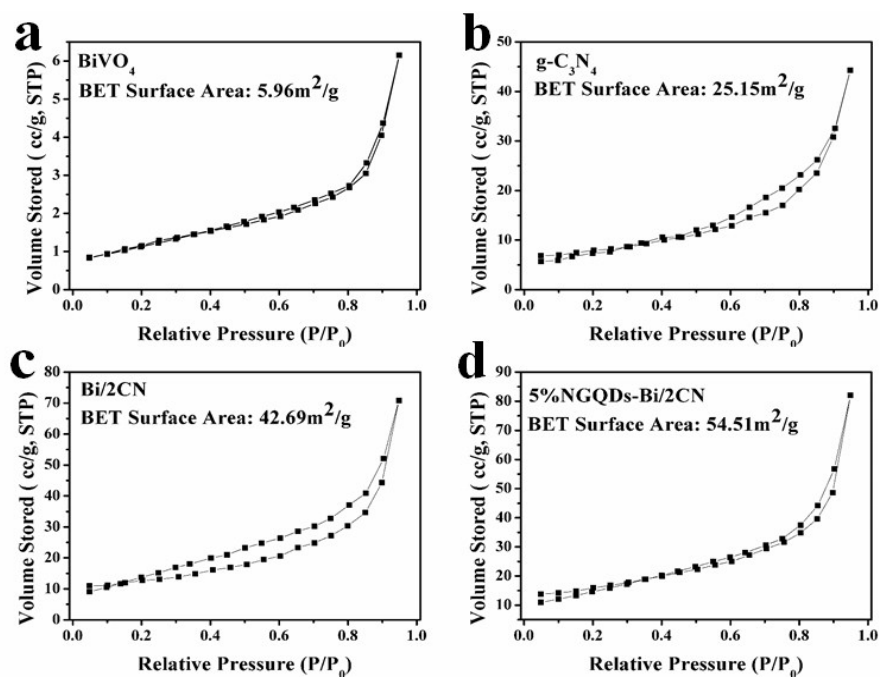 a
BiVO₄
BET Surface Area: 5.96m²/g
6
5
4
3
2
1
0
Volume Stored ( cc/g, STP)
0.0 0.2 0.4 0.6 0.8 1.0
Relative Pressure (P/P₀)
b
g-C₃N₄
BET Surface Area: 25.15m²/g
50
40
30
20
10
0
Volume Stored ( cc/g, STP)
0.0 0.2 0.4 0.6 0.8 1.0
Relative Pressure (P/P₀)
c
Bi/2CN
BET Surface Area: 42.69m²/g
80
70
60
50
40
30
20
10
0
Volume Stored ( cc/g, STP)
0.0 0.2 0.4 0.6 0.8 1.0
Relative Pressure (P/P₀)
d
5%NGQDs-Bi/2CN
BET Surface Area: 54.51m²/g
90
80
70
60
50
40
30
20
10
Volume Stored ( cc/g, STP)
0.0 0.2 0.4 0.6 0.8 1.0
Relative Pressure (P/P₀)